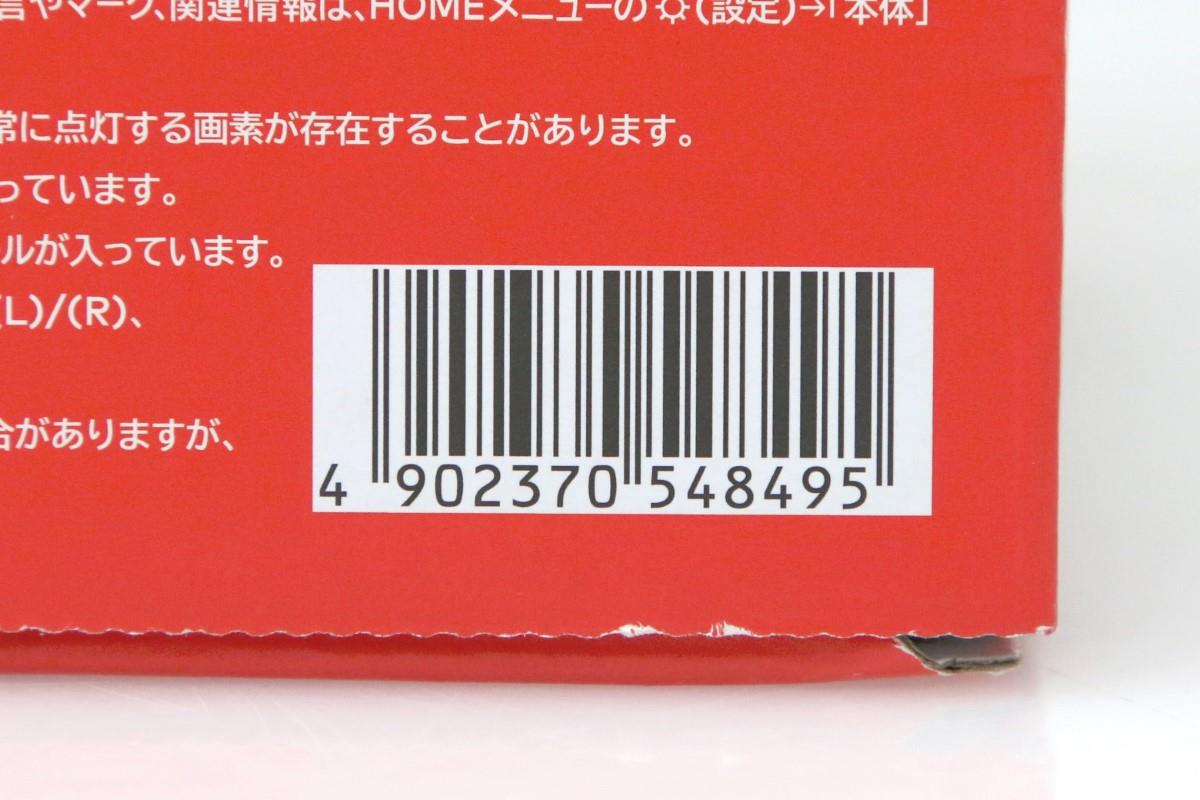 言やマーク、関連情報は、HOMEメニューの(設定)→「本体」
常に点灯する画素が存在することがあります。
っています。
ルが入っています。
(L)/(R)、
合がありますが、
4 902370 548495